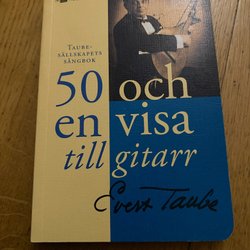 TAUBE-
SÄLLSKAPETS
SÅNGBOK
50 och
en visa
till gitarr
Evert Taube